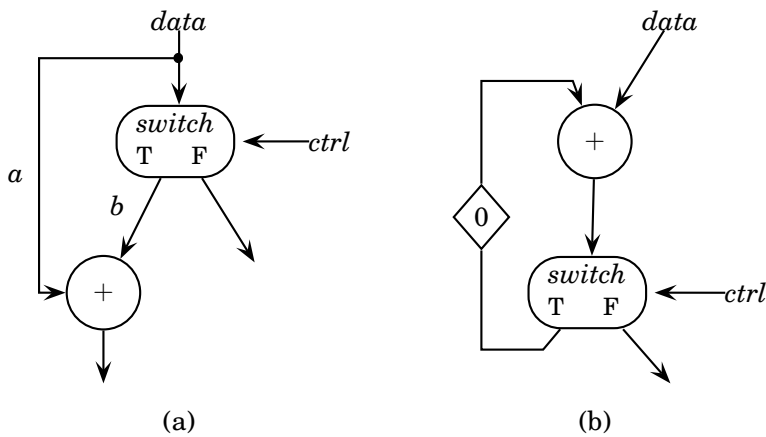 data
switch
T F
ctrl
a
b
+
(a)
data
+
0
switch
T F
ctrl
(b)